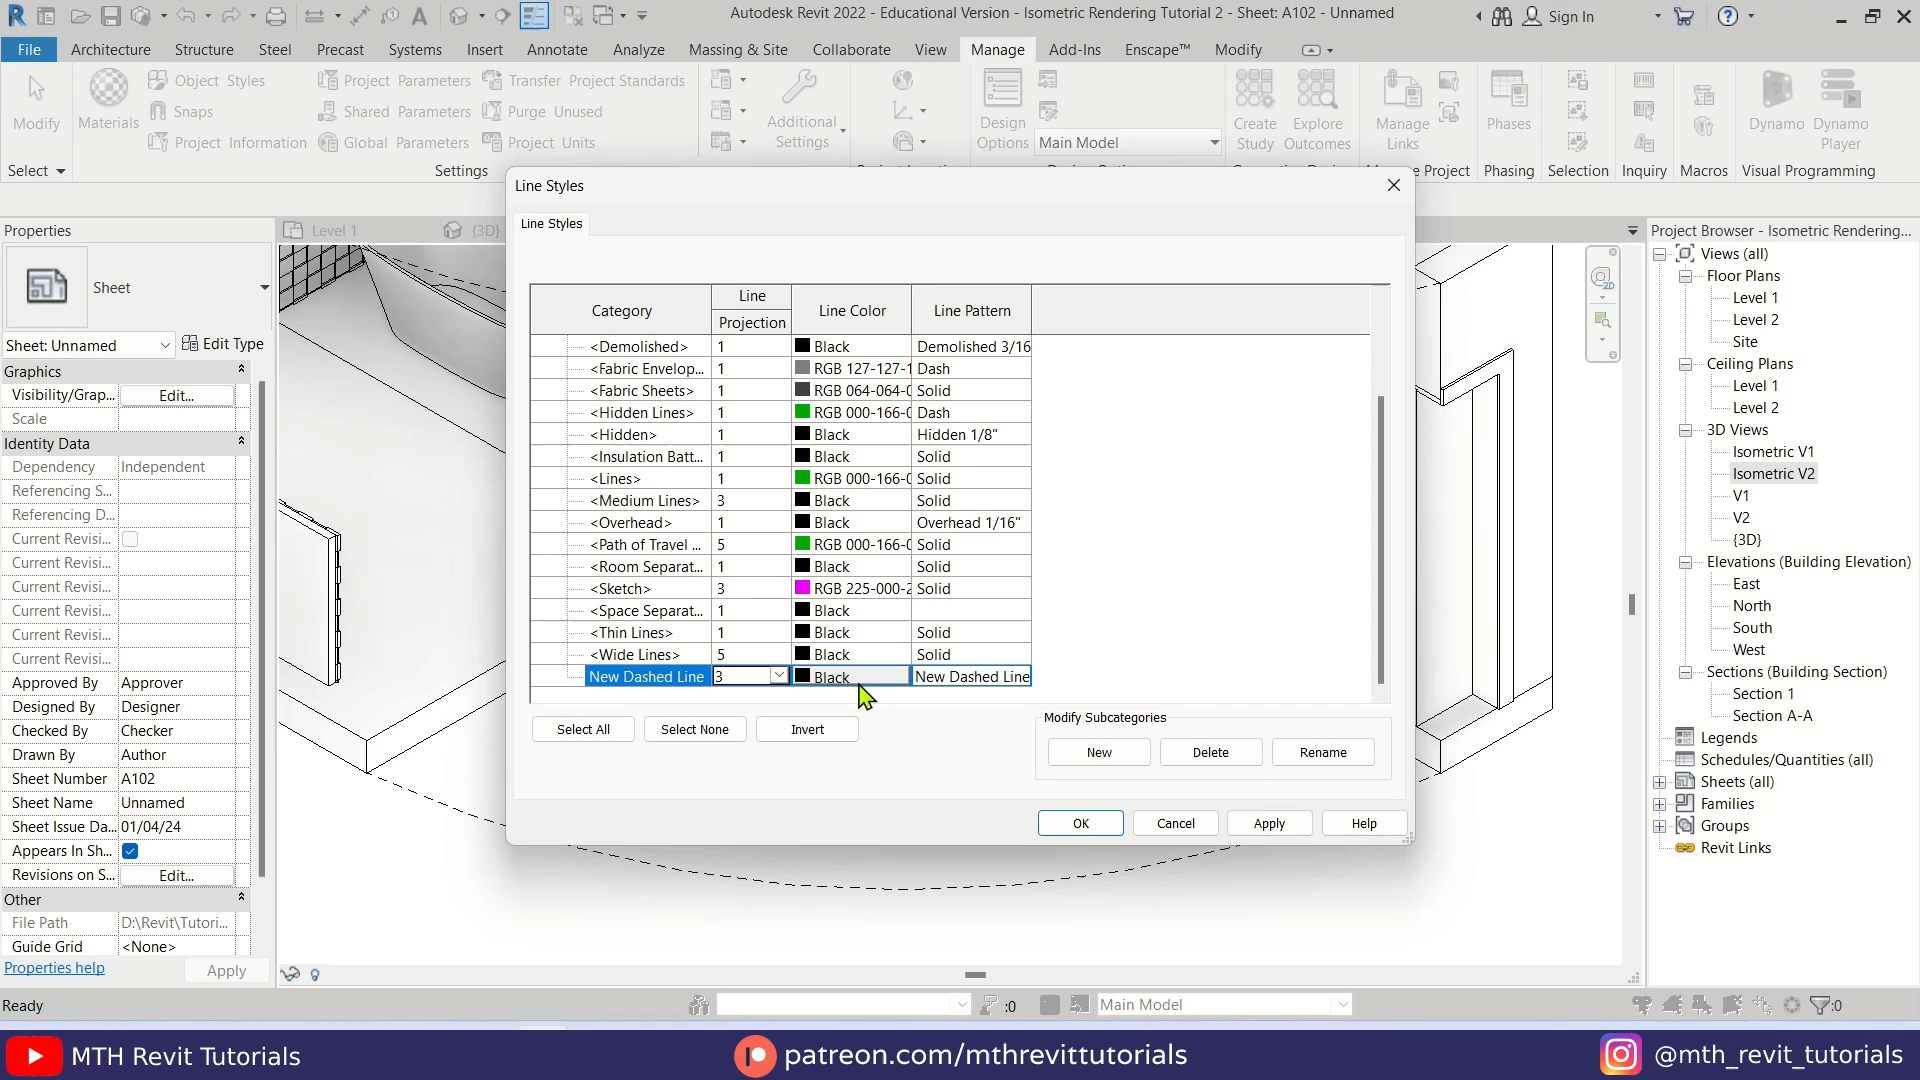 Autodesk Revit 2022 - Educational Version - Isometric Rendering Tutorial 2 - Sheet: A102 - Unnamed
Sign In
File Architecture Structure Steel Precast Systems Insert Annotate Analyze Massing & Site Collaborate View Manage Add-Ins Enscape™ Modify
Modify
Materials
Object Styles
Snaps
Project Information
Project Parameters
Shared Parameters
Global Parameters
Transfer Project Standards
Purge Unused
Project Units
Additional Settings
Design Options
Main Model
Create Study
Explore Outcomes
Manage Links
Phases
Dynamo
Dynamo Player
Select
Settings
Project
Phasing
Selection
Inquiry
Macros
Visual Programming
Properties
Sheet
Sheet: Unnamed
Edit Type
Graphics
Visibility/Grap... Edit...
Scale
Identity Data
Dependency Independent
Referencing S...
Referencing D...
Current Revisi...
Current Revisi...
Current Revisi...
Current Revisi...
Current Revisi...
Current Revisi...
Approved By Approver
Designed By Designer
Checked By Checker
Drawn By Author
Sheet Number A102
Sheet Name Unnamed
Sheet Issue Da... 01/04/24
Appears In Sh...
Revisions on S... Edit...
Other
File Path D:\Revit\Tutori...
Guide Grid <None>
Properties help Apply
Level 1
{3D}
Line Styles
Line Styles
Category Line Projection Line Color Line Pattern
<Demolished> 1 Black Demolished 3/16
<Fabric Envelop... 1 RGB 127-127-1 Dash
<Fabric Sheets> 1 RGB 064-064-0 Solid
<Hidden Lines> 1 RGB 000-166-0 Dash
<Hidden> 1 Black Hidden 1/8"
<Insulation Batt... 1 Black Solid
<Lines> 1 RGB 000-166-0 Solid
<Medium Lines> 3 Black Solid
<Overhead> 1 Black Overhead 1/16"
<Path of Travel ... 5 RGB 000-166-0 Solid
<Room Separat... 1 Black Solid
<Sketch> 3 RGB 225-000-2 Solid
<Space Separat... 1 Black
<Thin Lines> 1 Black Solid
<Wide Lines> 5 Black Solid
New Dashed Line 3 Black New Dashed Line
Select All Select None Invert
Modify Subcategories
New Delete Rename
OK Cancel Apply Help
Project Browser - Isometric Rendering...
Views (all)
Floor Plans
Level 1
Level 2
Site
Ceiling Plans
Level 1
Level 2
3D Views
Isometric V1
Isometric V2
V1
V2
{3D}
Elevations (Building Elevation)
East
North
South
West
Sections (Building Section)
Section 1
Section A-A
Legends
Schedules/Quantities (all)
Sheets (all)
Families
Groups
Revit Links
Ready
:0
Main Model
:0
MTH Revit Tutorials
patreon.com/mthrevittutorials
@mth_revit_tutorials